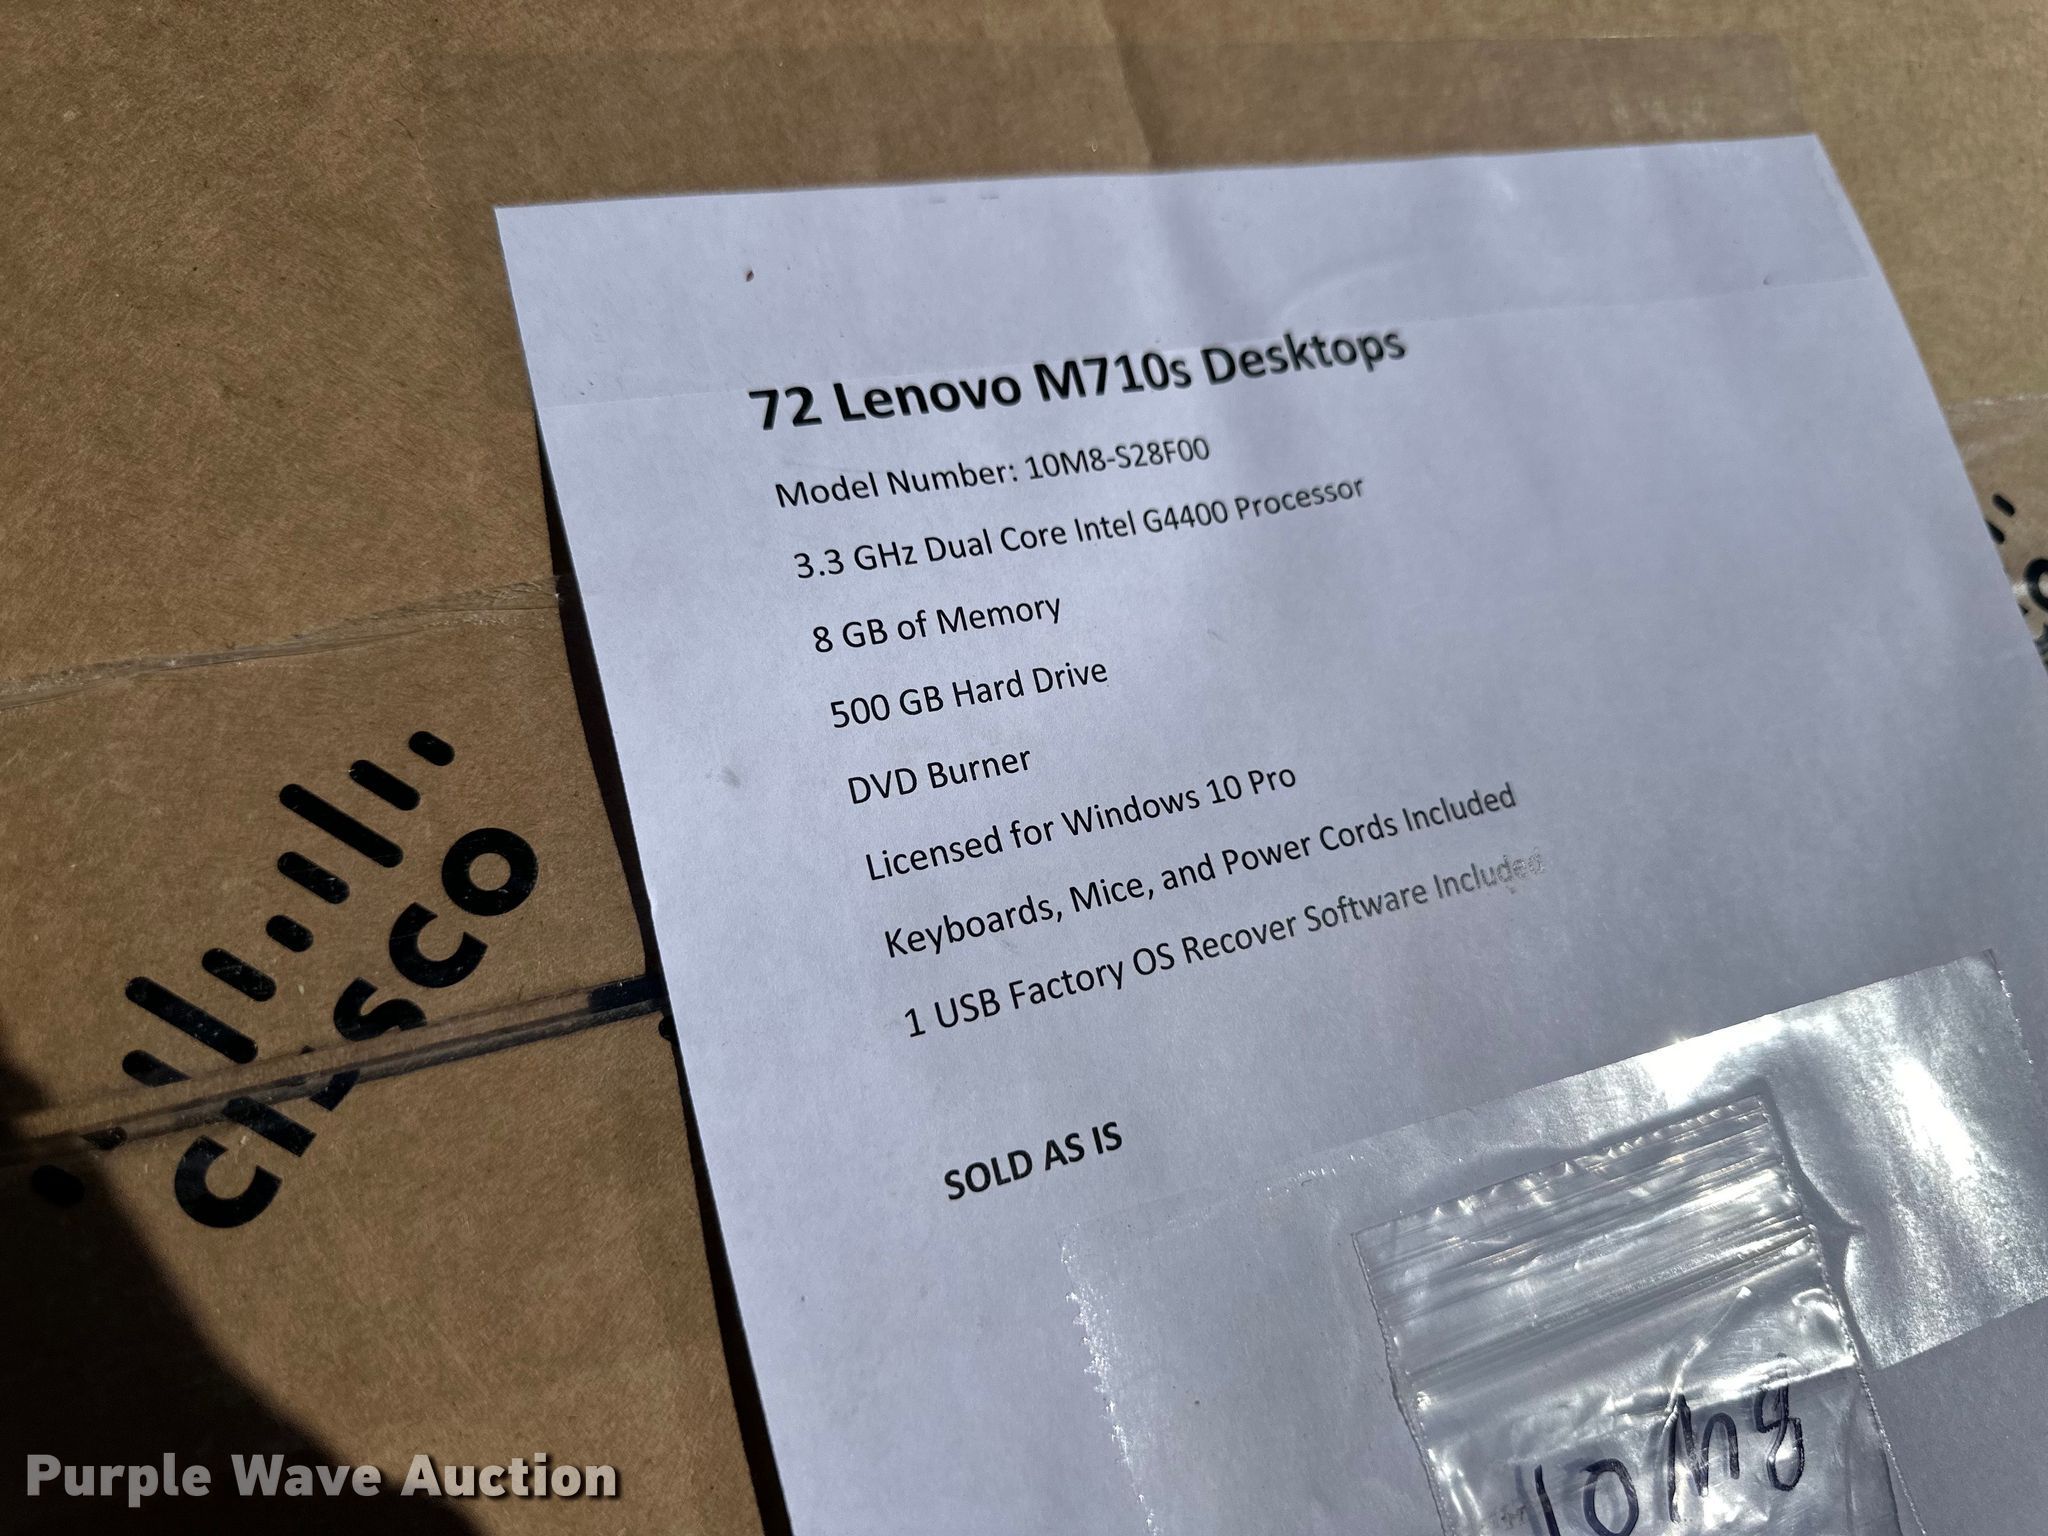 72 Lenovo M710s Desktops
Model Number: 10M8-S28F00
3.3 GHz Dual Core Intel G4400 Processor
8 GB of Memory
500 GB Hard Drive
DVD Burner
Licensed for Windows 10 Pro
Keyboards, Mice, and Power Cords Included
1 USB Factory OS Recover Software Included
SOLD AS IS
CISCO
10M8
Purple Wave Auction